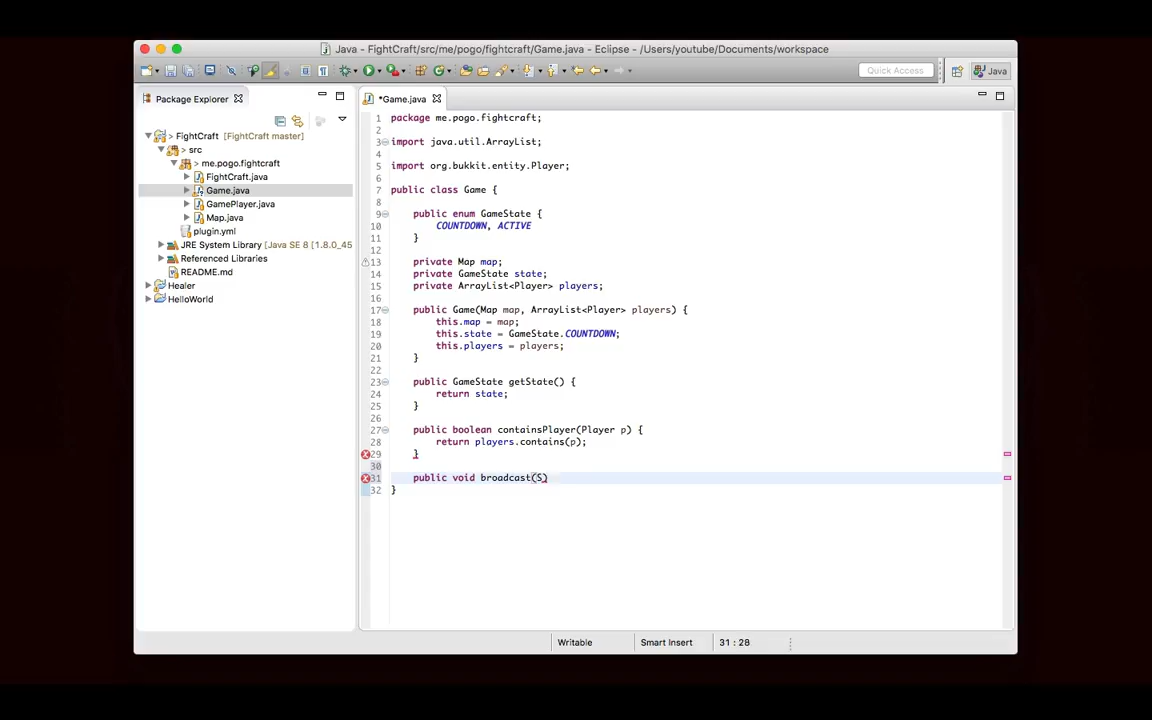 Java - FightCraft/src/me/pogo/fightcraft/Game.java - Eclipse - /Users/youtube/Documents/workspace
Quick Access
Java
Package Explorer
*Game.java
FightCraft [FightCraft master]
src
me.pogo.fightcraft
FightCraft.java
Game.java
GamePlayer.java
Map.java
plugin.yml
JRE System Library [Java SE 8 [1.8.0_45
Referenced Libraries
README.md
Healer
HelloWorld
1 package me.pogo.fightcraft;
2
3 import java.util.ArrayList;
4
5 import org.bukkit.entity.Player;
6
7 public class Game {
8
9 public enum GameState {
10 COUNTDOWN, ACTIVE
11 }
12
13 private Map map;
14 private GameState state;
15 private ArrayList<Player> players;
16
17 public Game(Map map, ArrayList<Player> players) {
18 this.map = map;
19 this.state = GameState.COUNTDOWN;
20 this.players = players;
21 }
22
23 public GameState getState() {
24 return state;
25 }
26
27 public boolean containsPlayer(Player p) {
28 return players.contains(p);
29 }
30
31 public void broadcast(S)
32 }
Writable
Smart Insert
31 : 28